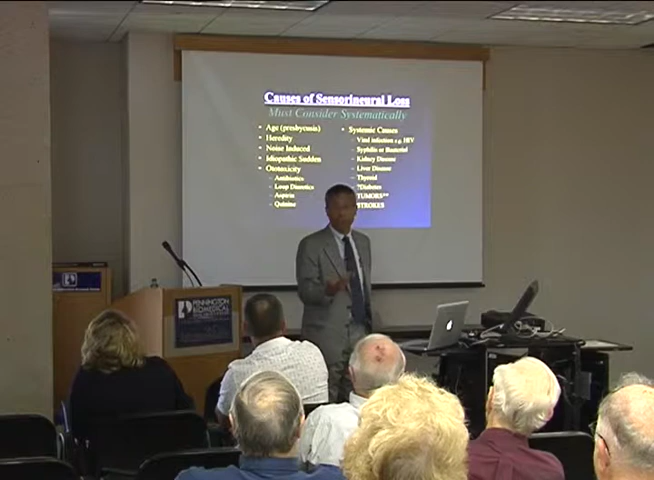 Causes of Sensorineural Loss
Must Consider Systematically
• Age (presbycusis)
• Heredity
• Noise Induced
• Idiopathic Sudden
• Ototoxicity
– Antibiotics
– Loop Diuretics
– Aspirin
– Quinine
• Systemic Causes
– Viral infection e.g. HIV
– Syphilis or Bacterial
– Kidney Disease
– Liver Disease
– Thyroid
– *Diabetes
TUMORS**
STROKES
PENNINGTON
BIOMEDICAL